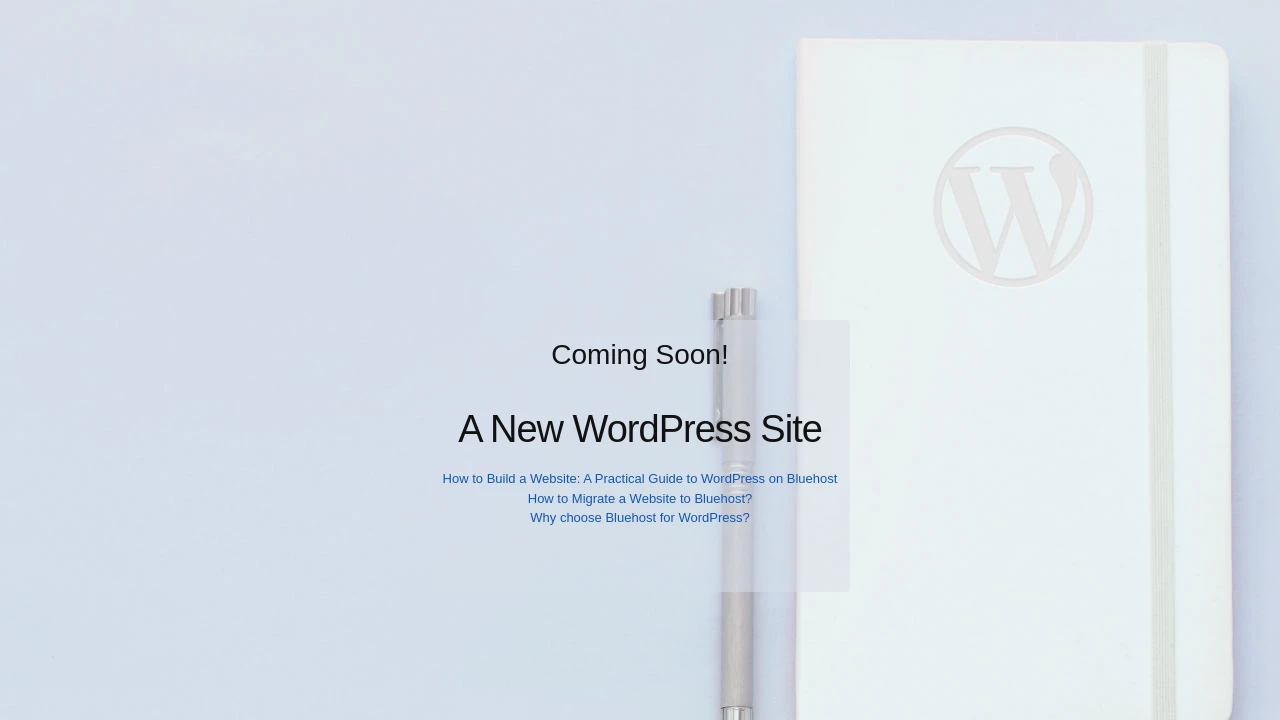 Coming Soon!
A New WordPress Site
How to Build a Website: A Practical Guide to WordPress on Bluehost
How to Migrate a Website to Bluehost?
Why choose Bluehost for WordPress?